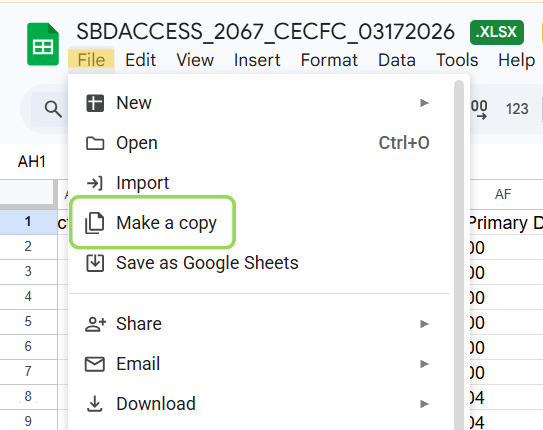 SBDACCESS_2067_CECFC_03172026 .XLSX
File Edit View Insert Format Data Tools Help
New
00 123
Open Ctrl+O
AH1
Import
AF
1 Primary D
Make a copy
2 00
Save as Google Sheets
3 00
4 00
5 00
Share
6 00
Email
7 00
8 04
Download
9 04